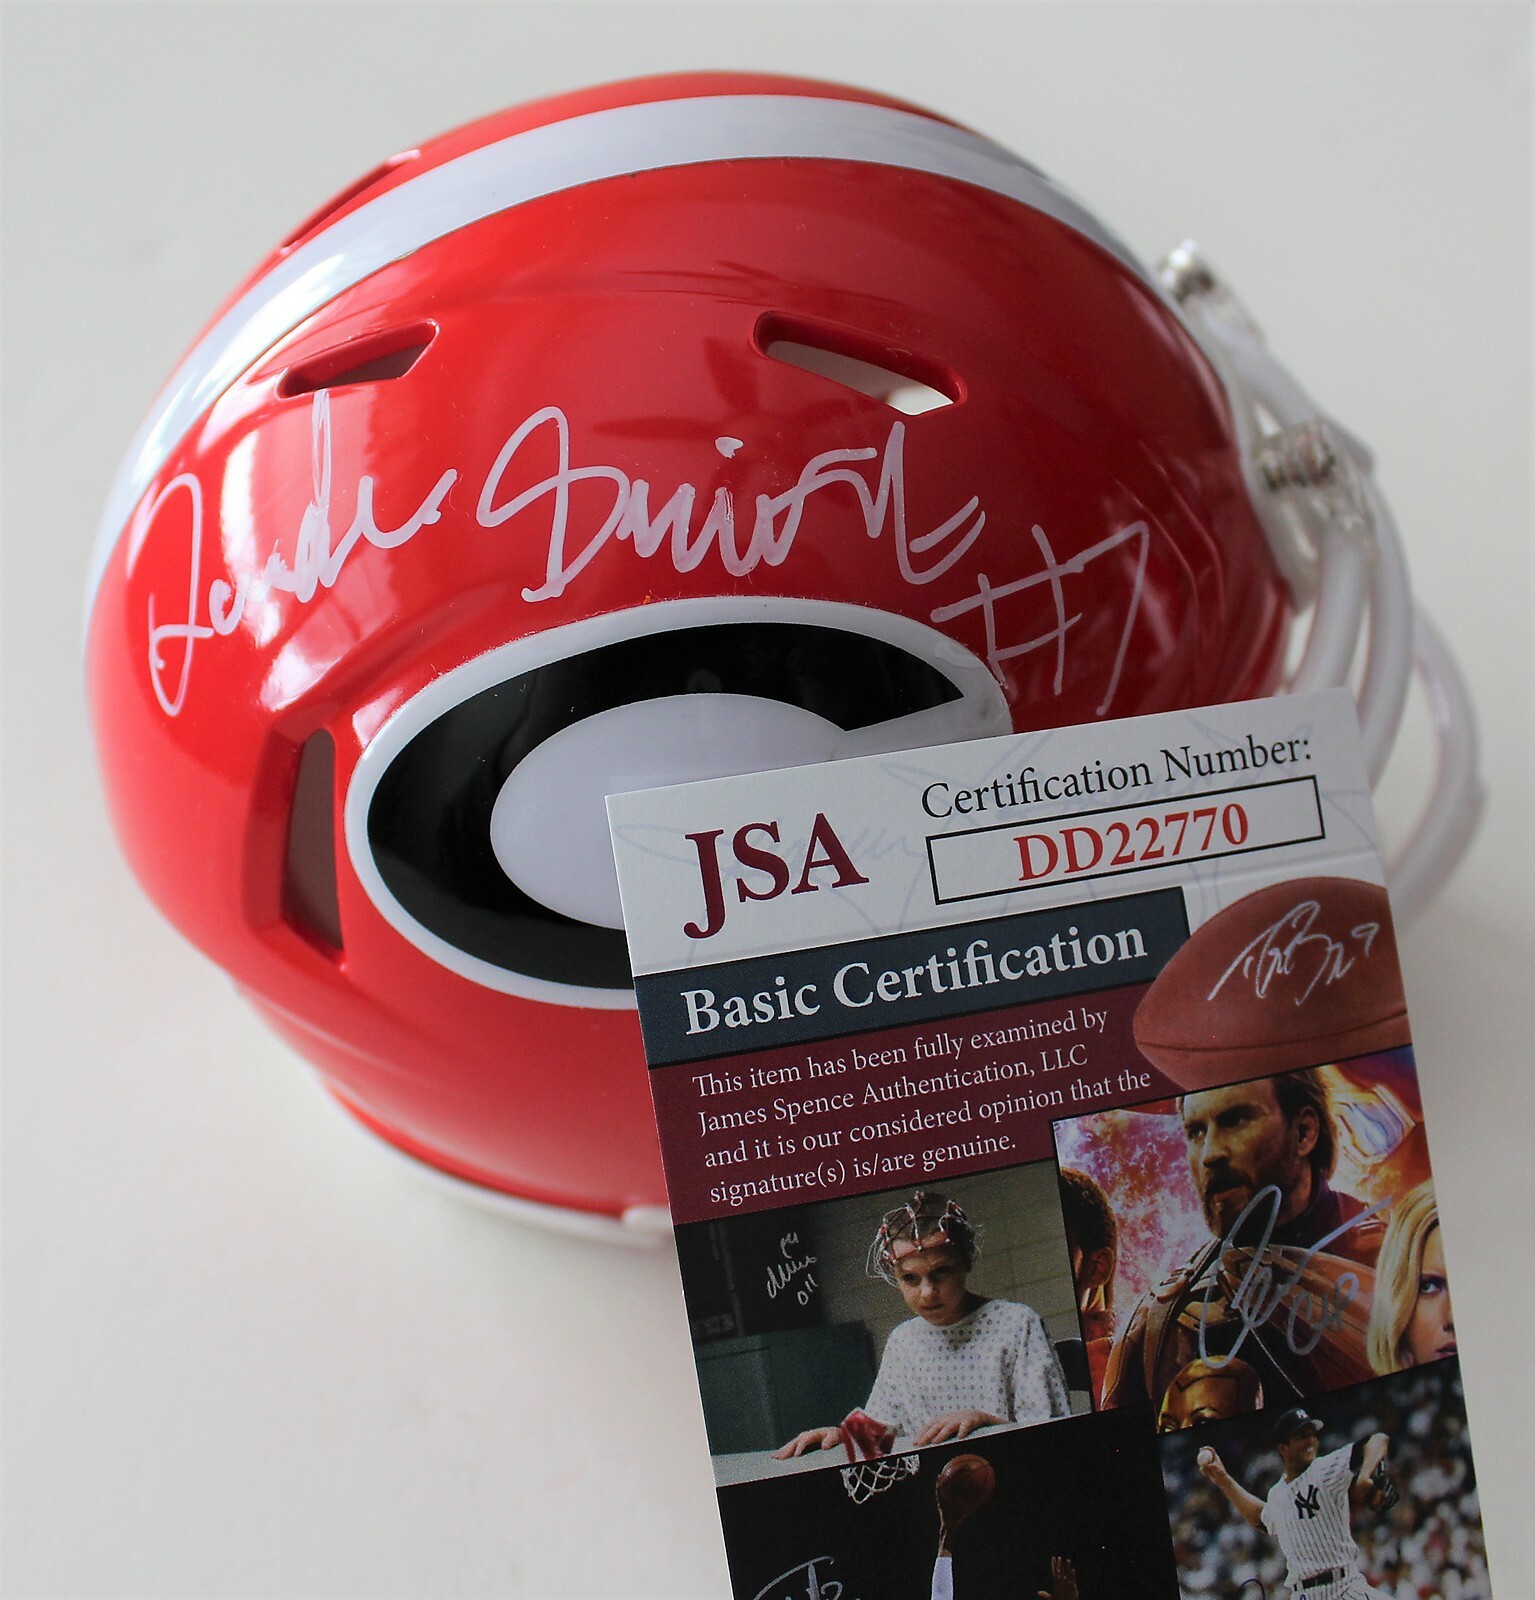 Smith
#7
JSA
Certification Number:
DD22770
Basic Certification
This item has been fully examined by
James Spence Authentication, LLC
and it is our considered opinion that the
signature(s) is/are genuine.